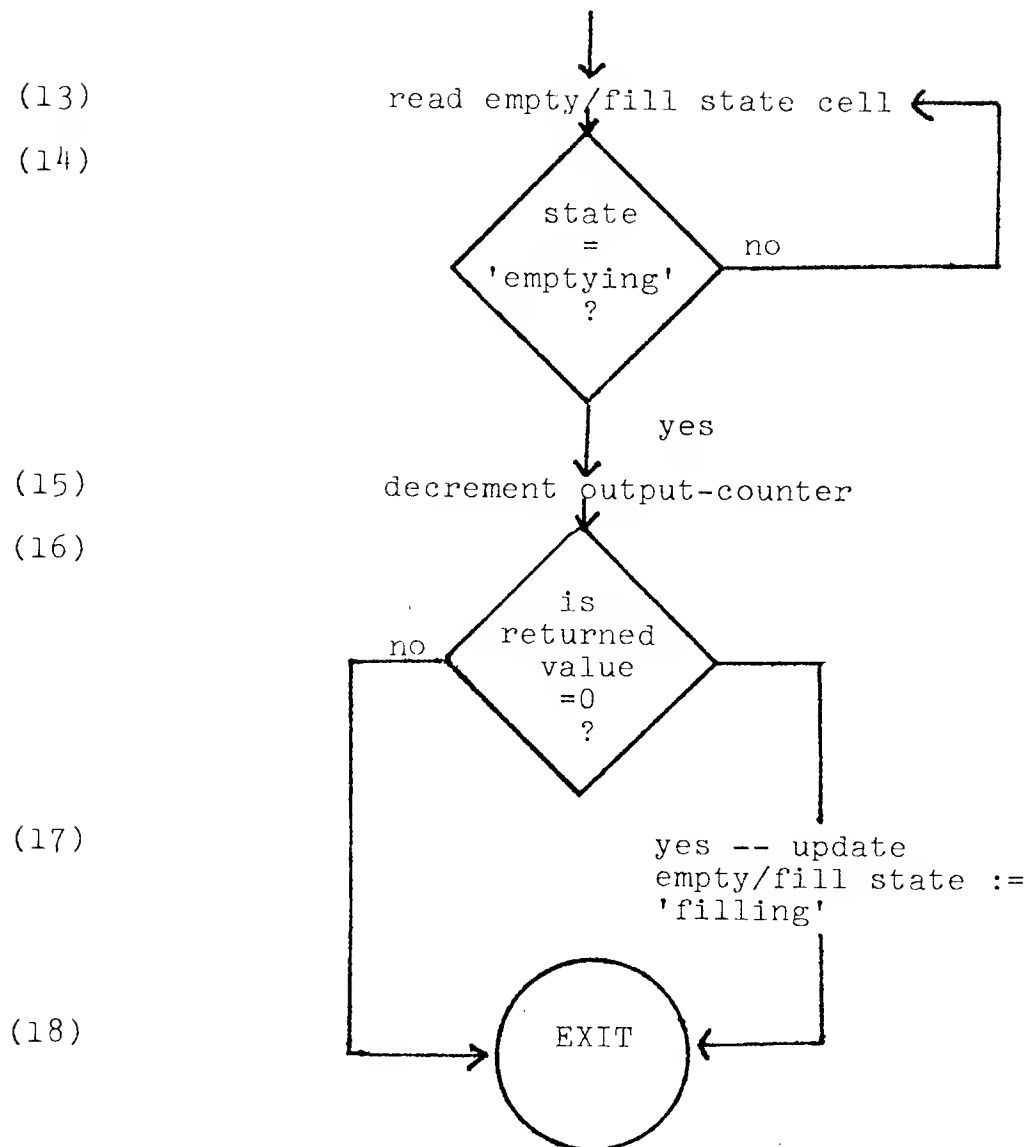 (13) read empty/fill state cell
(14)
state
=
'emptying'
?
no
yes
(15) decrement output-counter
(16)
is
returned
value
=0
?
no
(17) yes -- update
empty/fill state :=
'filling'
(18) EXIT